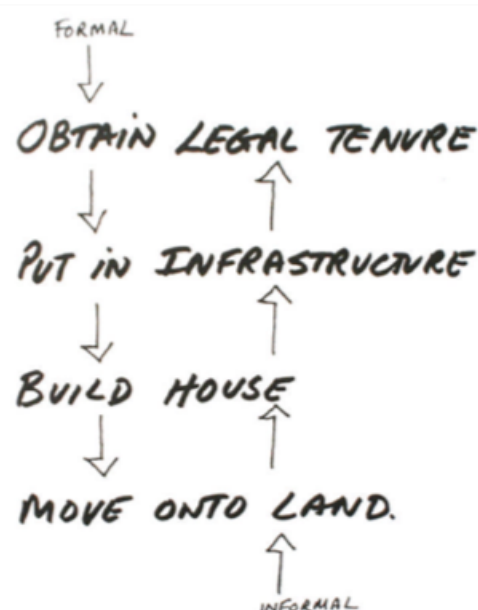 FORMAL
OBTAIN LEGAL TENURE
PUT IN INFRASTRUCTURE
BUILD HOUSE
MOVE ONTO LAND.
INFORMAL